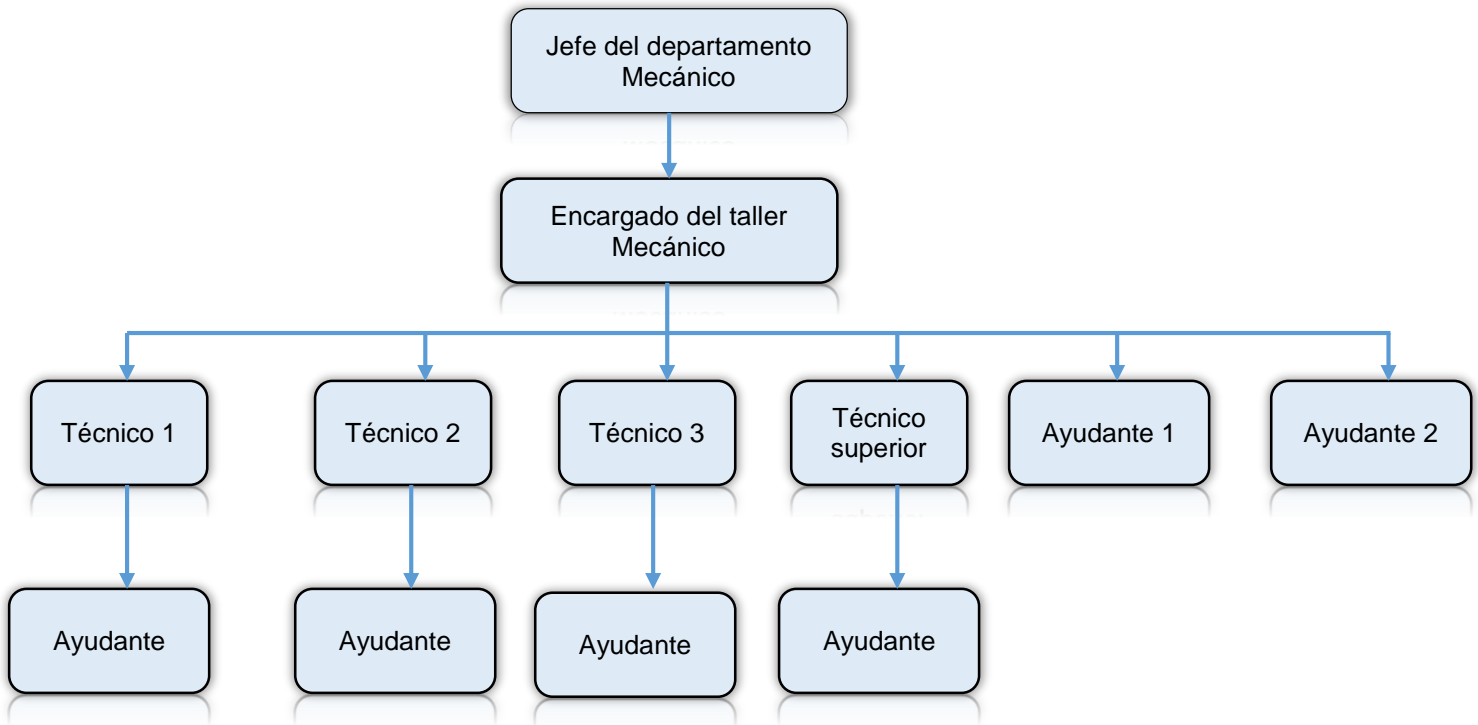 Jefe del departamento
Mecánico
Encargado del taller
Mecánico
Técnico 1
Técnico 2
Técnico 3
Técnico
superior
Ayudante 1
Ayudante 2
Ayudante
Ayudante
Ayudante
Ayudante